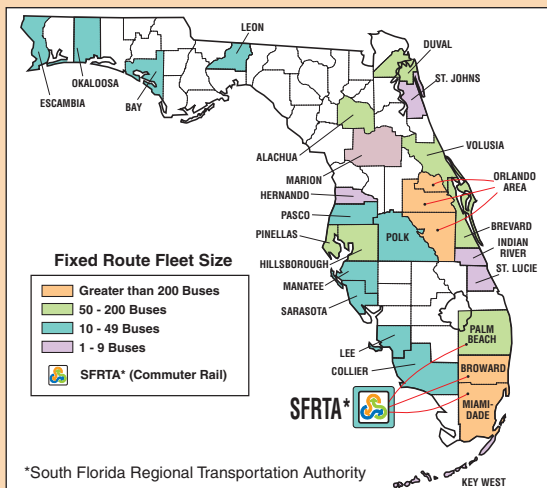 LEON
DUVAL
ST. JOHNS
OKALOOSA
ESCAMBIA
BAY
ALACHUA
VOLUSIA
MARION
ORLANDO
AREA
HERNANDO
PASCO
PINELLAS
POLK
BREVARD
INDIAN
RIVER
HILLSBOROUGH
ST. LUCIE
MANATEE
SARASOTA
Fixed Route Fleet Size
Greater than 200 Buses
50 - 200 Buses
10 - 49 Buses
1 - 9 Buses
SFRTA* (Commuter Rail)
PALM
BEACH
LEE
COLLIER
BROWARD
SFRTA*
MIAMI-
DADE
*South Florida Regional Transportation Authority
KEY WEST